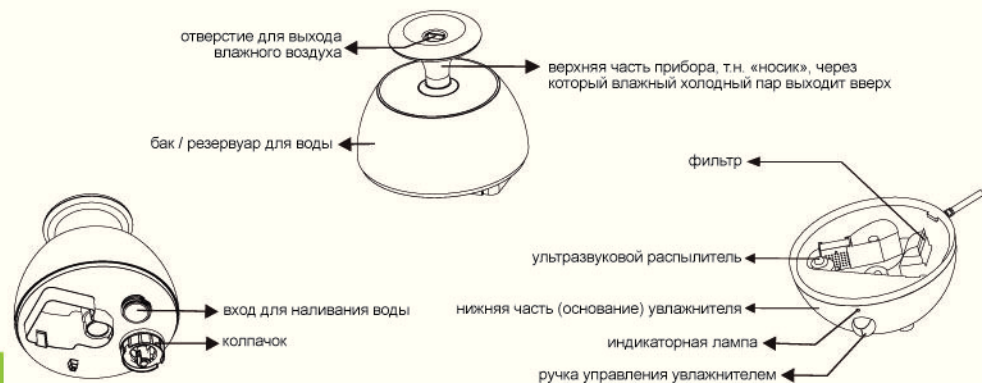 отверстие для выхода
влажного воздуха
верхняя часть прибора, т.н. «носик», через
который влажный холодный пар выходит вверх
бак / резервуар для воды
фильтр
ультразвуковой распылитель
вход для наливания воды
нижняя часть (основание) увлажнителя
колпачок
индикаторная лампа
ручка управления увлажнителем